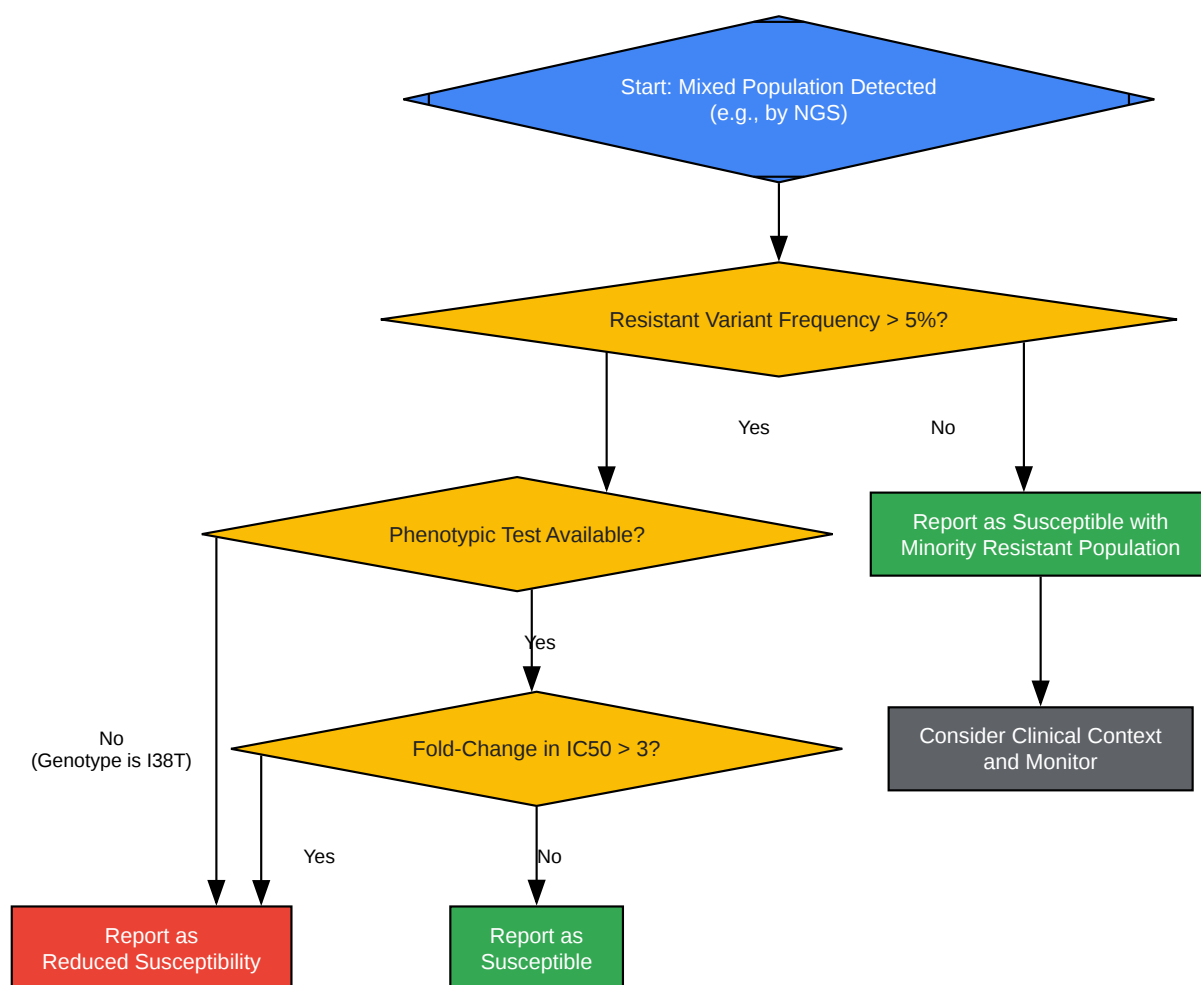 Start: Mixed Population Detected
(e.g., by NGS)
Resistant Variant Frequency > 5%?
Yes
No
Phenotypic Test Available?
Report as Susceptible with
Minority Resistant Population
Yes
No
(Genotype is I38T)
Fold-Change in IC50 > 3?
Consider Clinical Context
and Monitor
Yes
No
Report as
Reduced Susceptibility
Report as
Susceptible